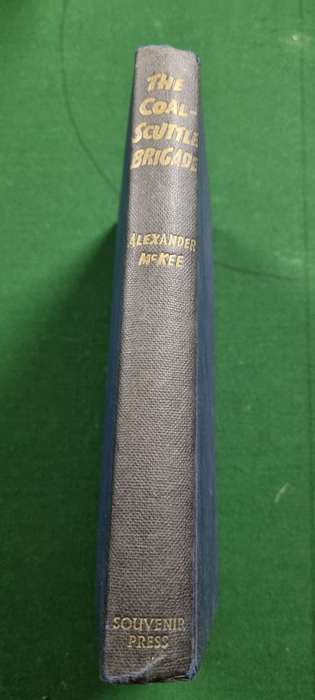 THE
COAL-
SCUTTLE
BRIGADE
ALEXANDER
McKEE
SOUVENIR
PRESS